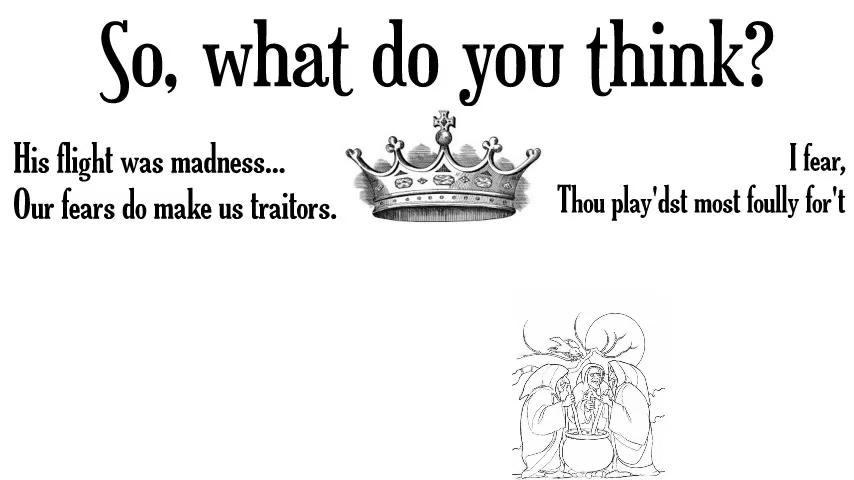 So, what do you think?
His flight was madness...
Our fears do make us traitors.
I fear,
Thou play'dst most foully for't